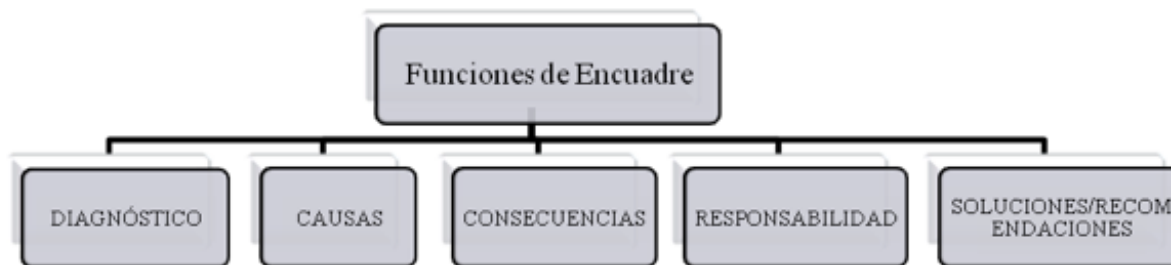 Funciones de Encuadre
DIAGNÓSTICO
CAUSAS
CONSECUENCIAS
RESPONSABILIDAD
SOLUCIONES/RECOM
ENDACIONES